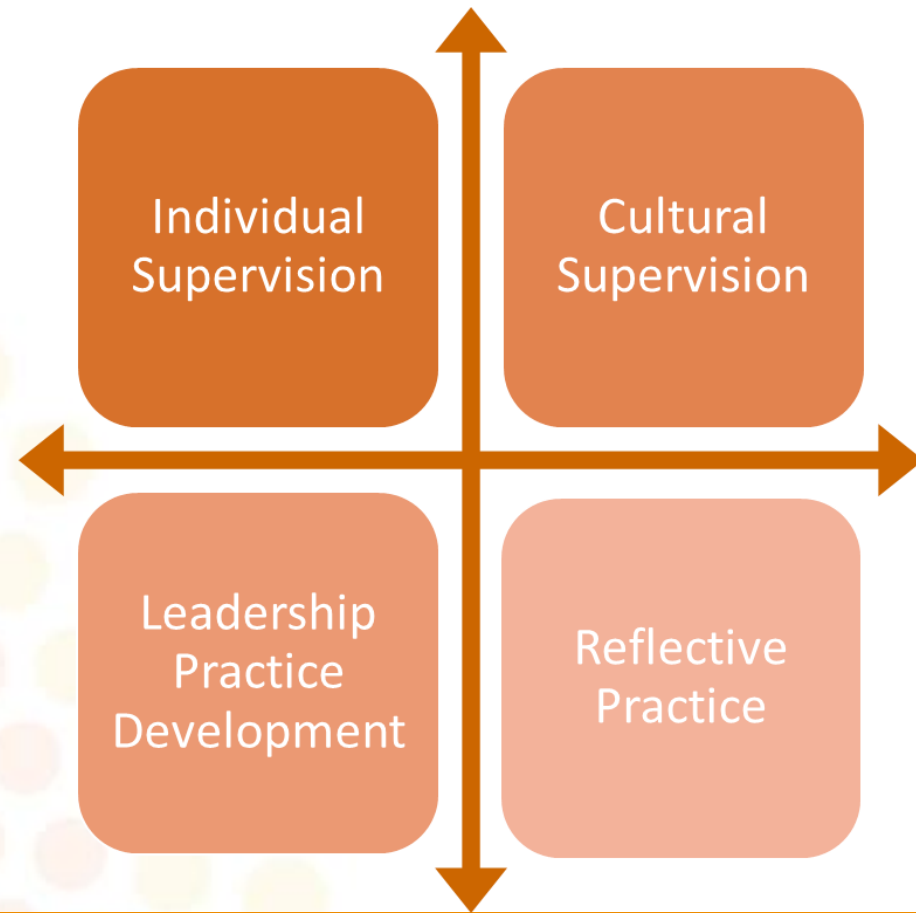 Individual
Supervision
Cultural
Supervision
Leadership
Practice
Development
Reflective
Practice